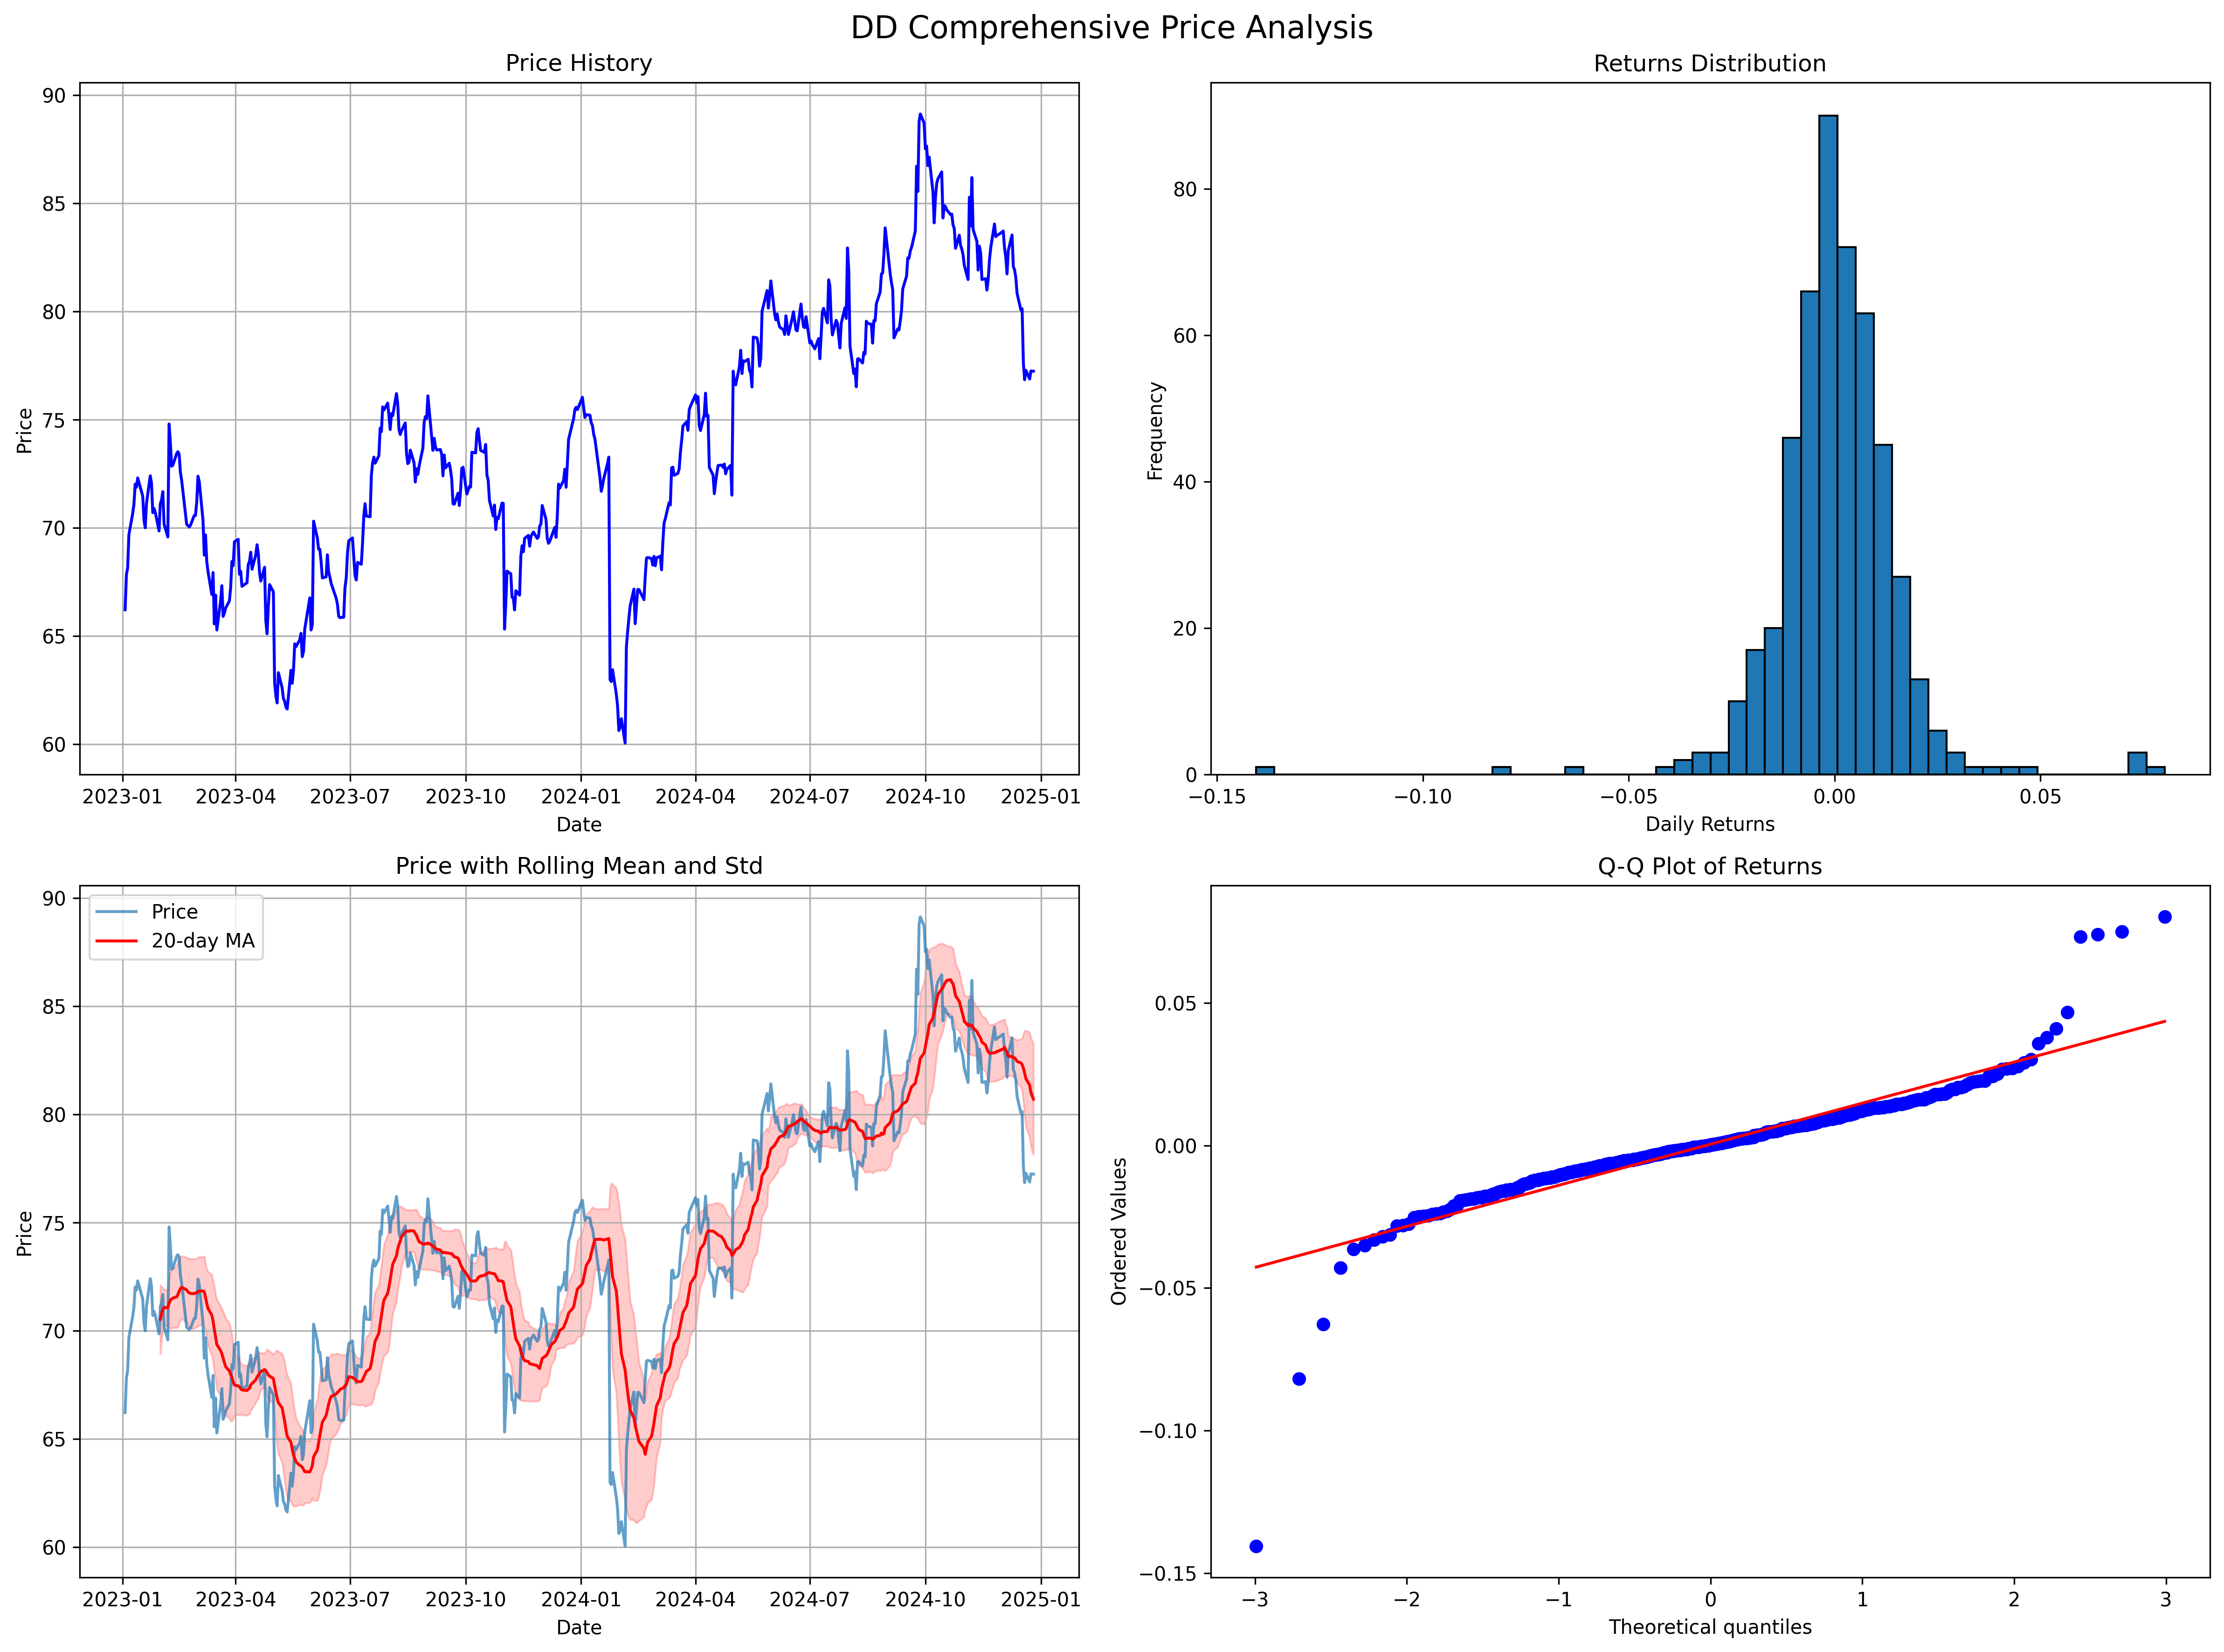 DD Comprehensive Price Analysis
Price History
90
85
80
75
70
65
60
Price
2023-01 2023-04 2023-07 2023-10 2024-01 2024-04 2024-07 2024-10 2025-01
Date
Returns Distribution
80
60
40
20
0
Frequency
−0.15 −0.10 −0.05 0.00 0.05
Daily Returns
Price with Rolling Mean and Std
Price
20-day MA
90
85
80
75
70
65
60
Price
2023-01 2023-04 2023-07 2023-10 2024-01 2024-04 2024-07 2024-10 2025-01
Date
Q-Q Plot of Returns
0.05
0.00
−0.05
−0.10
−0.15
Ordered Values
−3 −2 −1 0 1 2 3
Theoretical quantiles